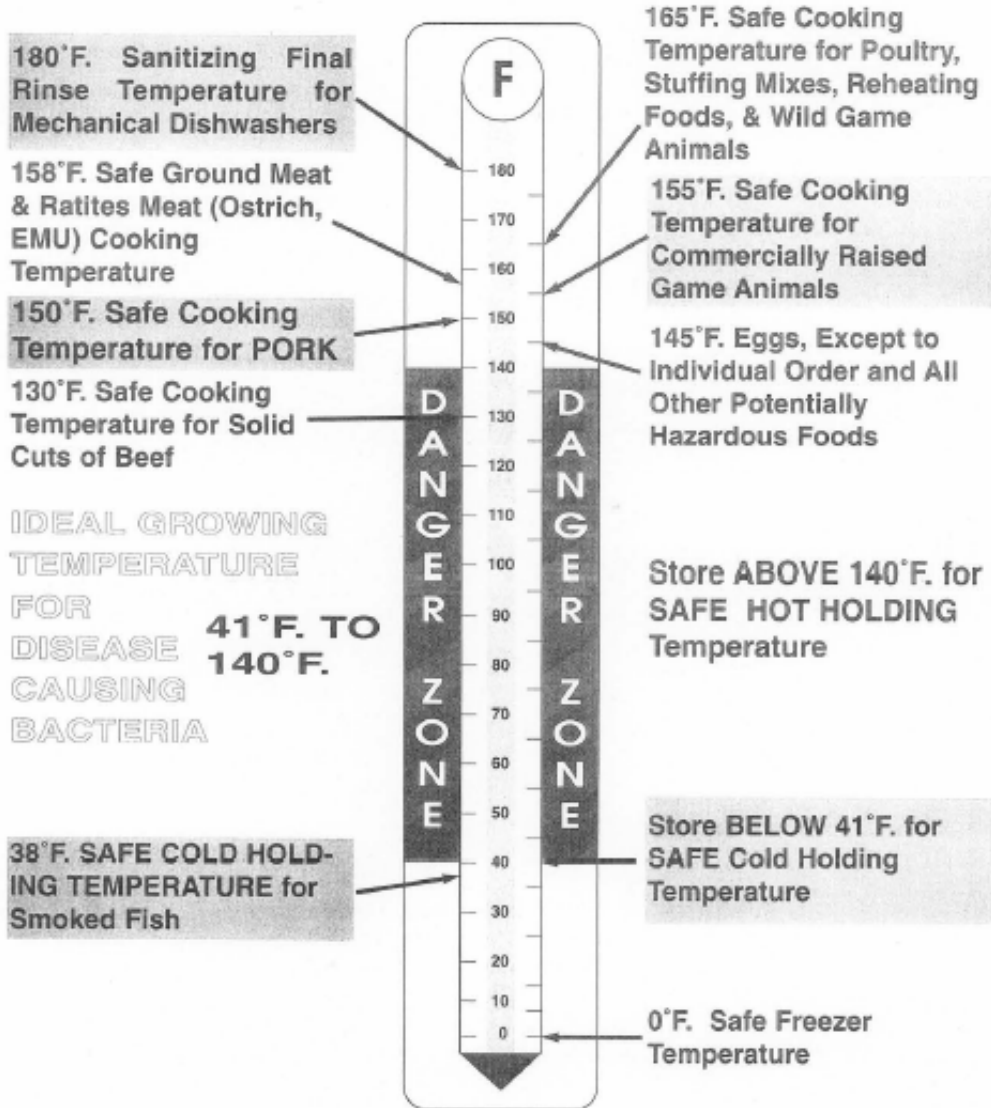 180°F. Sanitizing Final
Rinse Temperature for
Mechanical Dishwashers
158°F. Safe Ground Meat
& Ratites Meat (Ostrich,
EMU) Cooking
Temperature
150°F. Safe Cooking
Temperature for PORK
130°F. Safe Cooking
Temperature for Solid
Cuts of Beef
IDEAL GROWING
TEMPERATURE
FOR
DISEASE
CAUSING
BACTERIA
41°F. TO
140°F.
38°F. SAFE COLD HOLD-
ING TEMPERATURE for
Smoked Fish
F
180
170
160
150
140
130
120
110
100
90
80
70
60
50
40
30
20
10
0
DANGER ZONE
DANGER ZONE
165°F. Safe Cooking
Temperature for Poultry,
Stuffing Mixes, Reheating
Foods, & Wild Game
Animals
155°F. Safe Cooking
Temperature for
Commercially Raised
Game Animals
145°F. Eggs, Except to
Individual Order and All
Other Potentially
Hazardous Foods
Store ABOVE 140°F. for
SAFE HOT HOLDING
Temperature
Store BELOW 41°F. for
SAFE Cold Holding
Temperature
0°F. Safe Freezer
Temperature